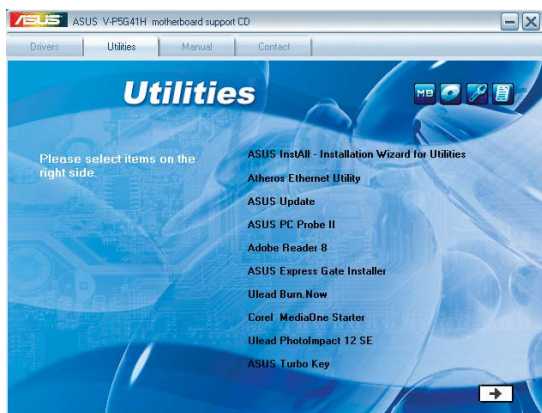 ASUS ASUS V-P5G41H motherboard support CD
Drivers Utilities Manual Contact
Utilities
MB
Please select items on the
right side.
ASUS InstAll - Installation Wizard for Utilities
Atheros Ethernet Utility
ASUS Update
ASUS PC Probe II
Adobe Reader 8
ASUS Express Gate Installer
Ulead Burn.Now
Corel MediaOne Starter
Ulead PhotoImpact 12 SE
ASUS Turbo Key